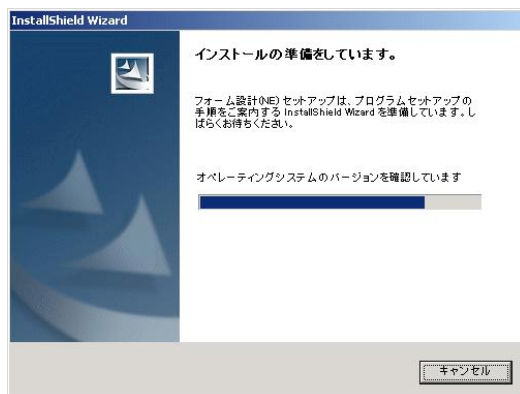 InstallShield Wizard
インストールの準備をしています。
フォーム設計(NE) セットアップは、プログラムセットアップの
手順をご案内する InstallShield Wizard を準備しています。し
ばらくお待ちください。
オペレーティングシステムのバージョンを確認しています
キャンセル